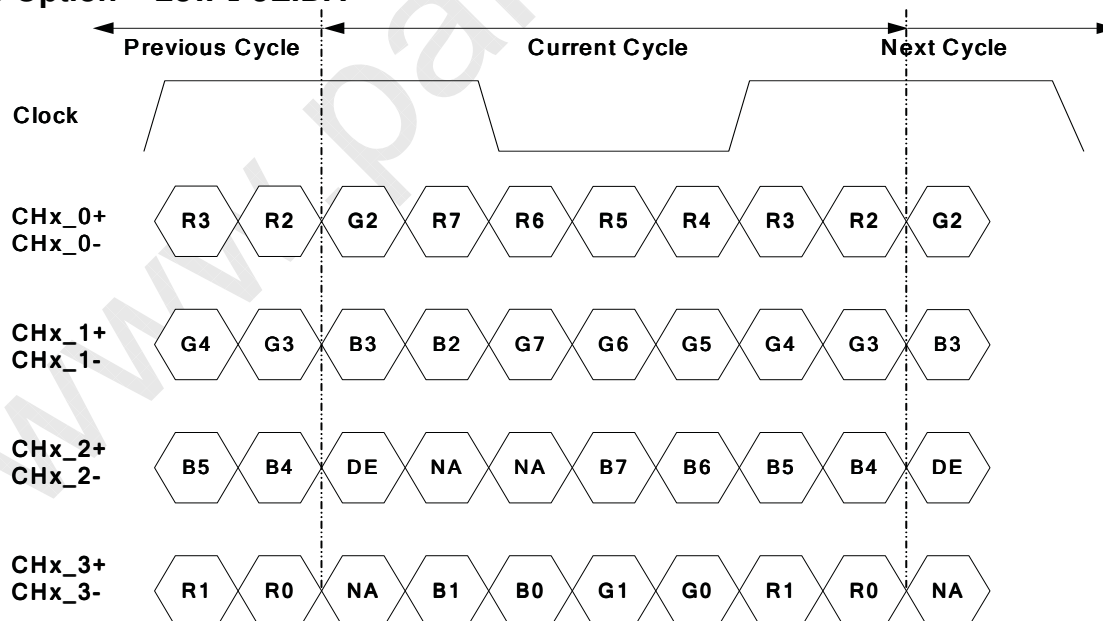 Previous Cycle Current Cycle Next Cycle
Clock
CHx_0+ R3 R2 G2 R7 R6 R5 R4 R3 R2 G2
CHx_0-
CHx_1+ G4 G3 B3 B2 G7 G6 G5 G4 G3 B3
CHx_1-
CHx_2+ B5 B4 DE NA NA B7 B6 B5 B4 DE
CHx_2-
CHx_3+ R1 R0 NA B1 B0 G1 G0 R1 R0 NA
CHx_3-
www.pa